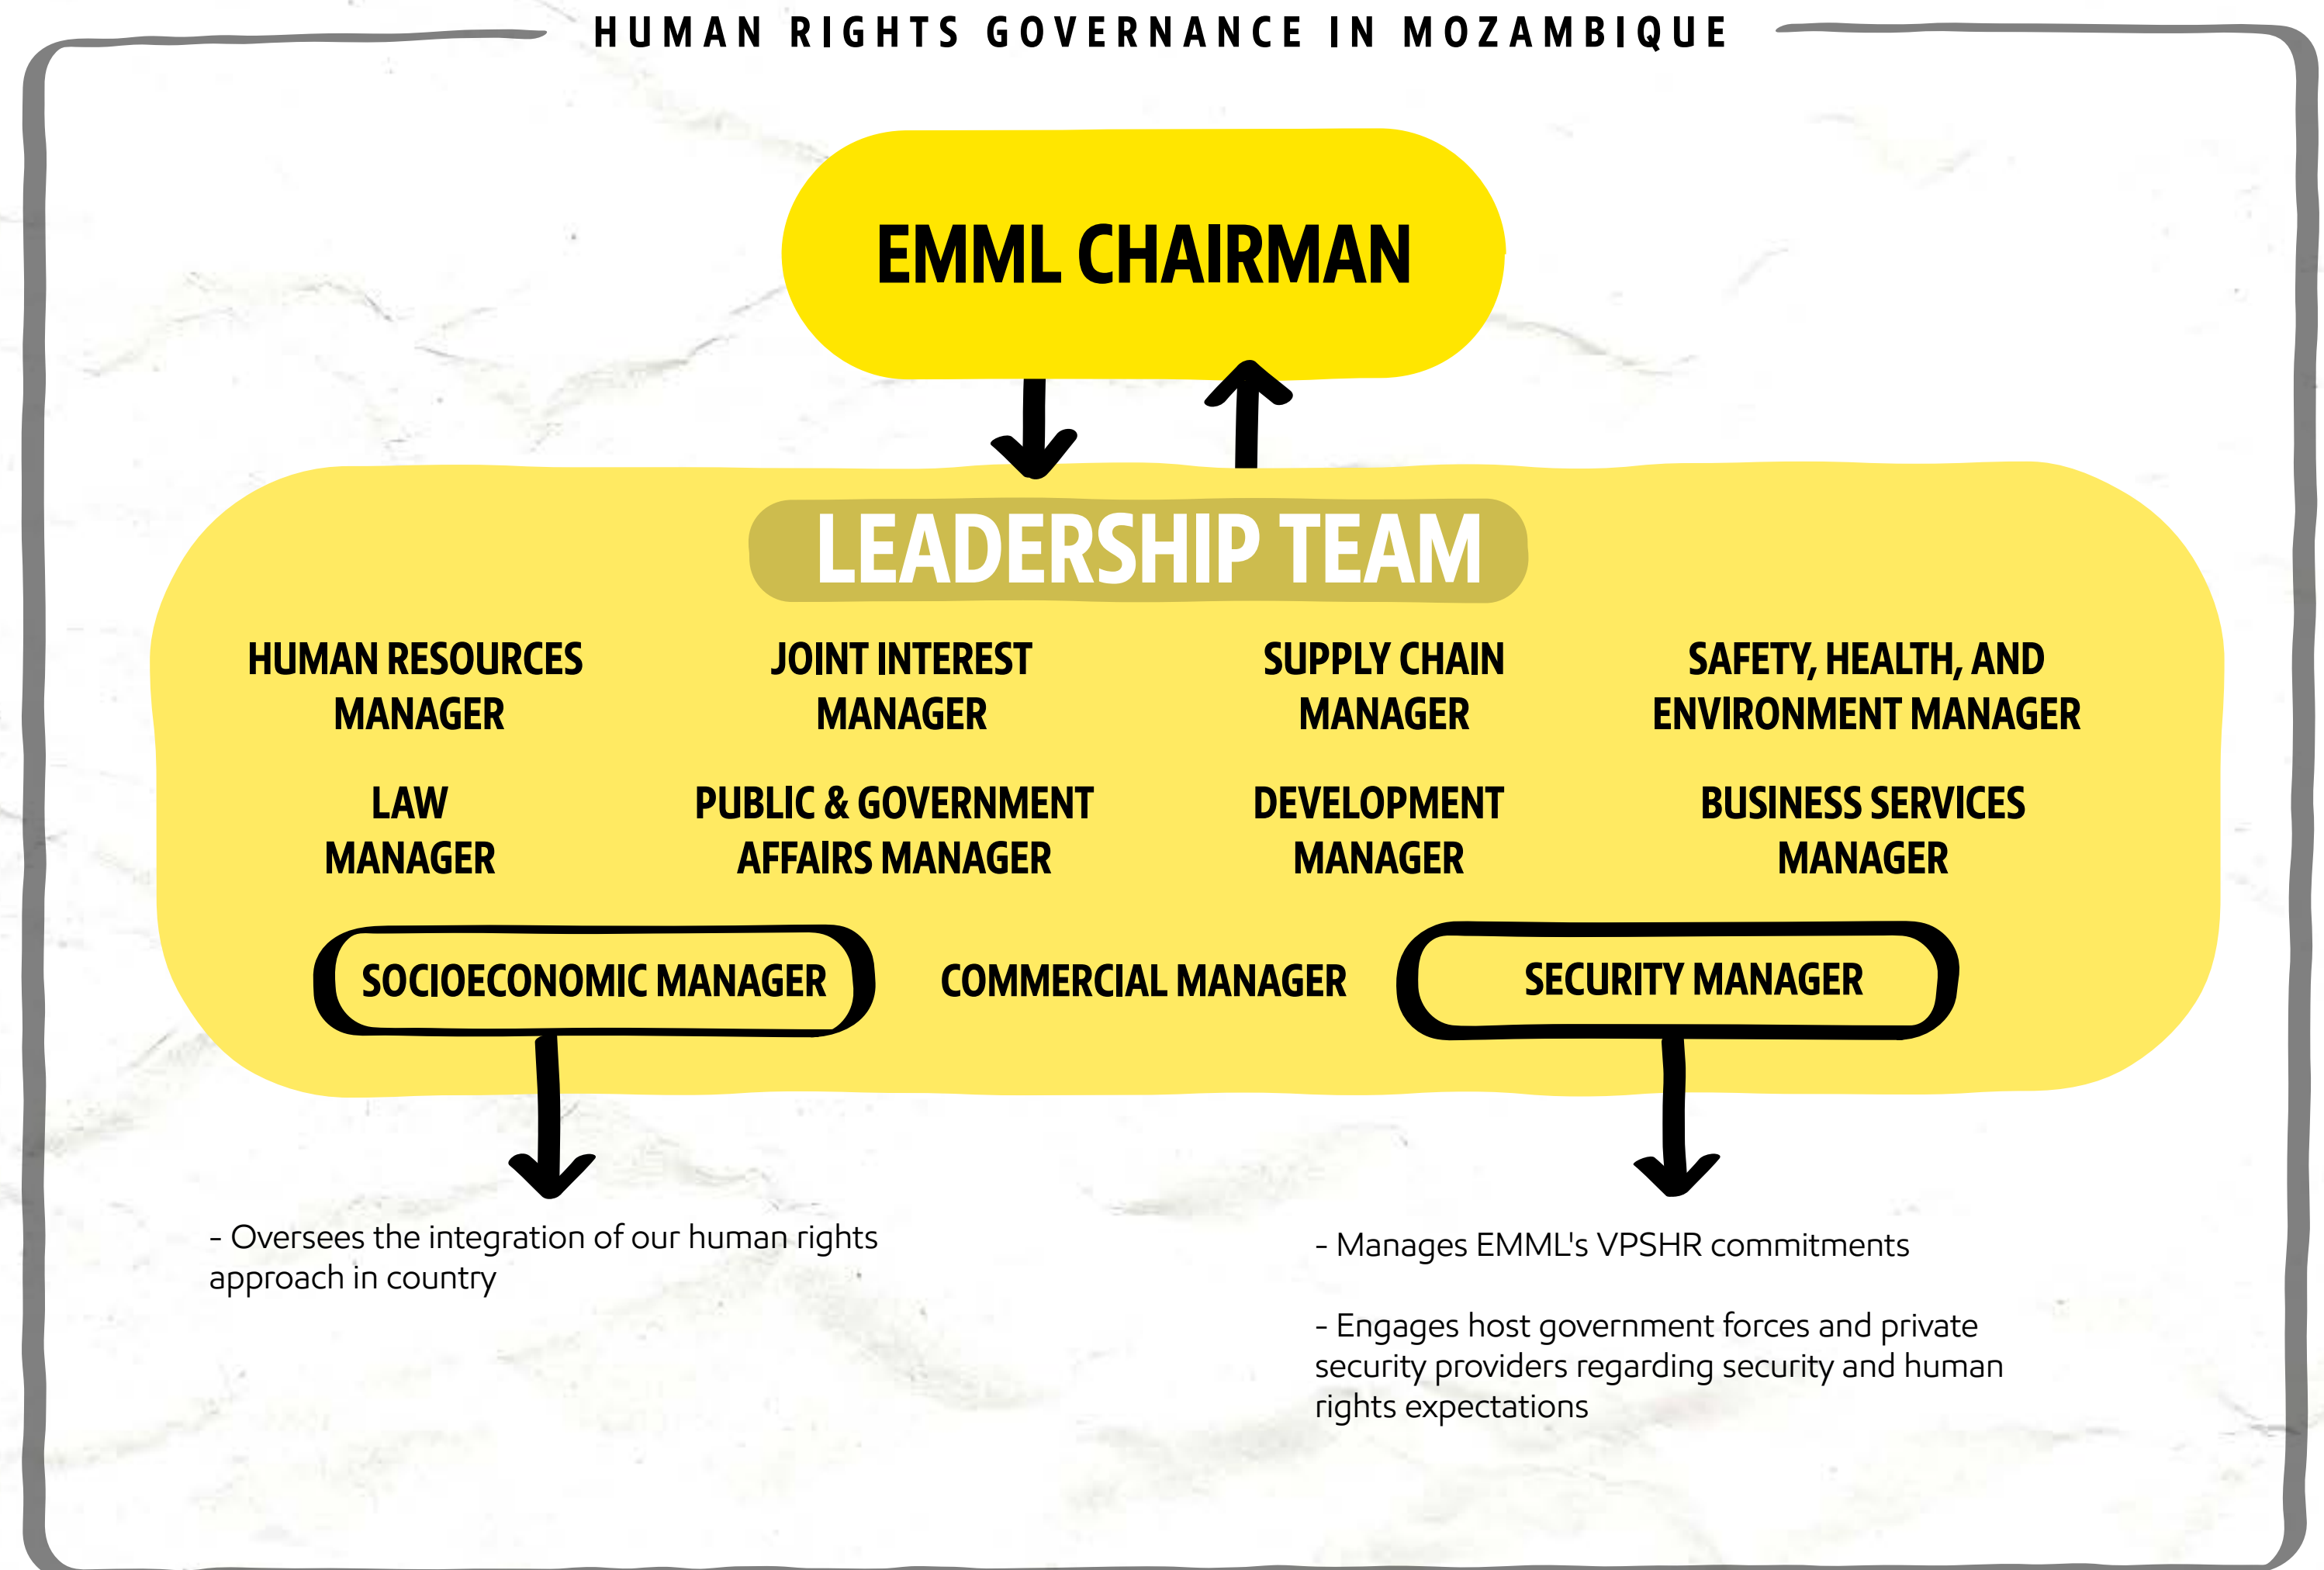 HUMAN RIGHTS GOVERNANCE IN MOZAMBIQUE
EMML CHAIRMAN
LEADERSHIP TEAM
HUMAN RESOURCES
MANAGER
JOINT INTEREST
MANAGER
SUPPLY CHAIN
MANAGER
SAFETY, HEALTH, AND
ENVIRONMENT MANAGER
LAW
MANAGER
PUBLIC & GOVERNMENT
AFFAIRS MANAGER
DEVELOPMENT
MANAGER
BUSINESS SERVICES
MANAGER
SOCIOECONOMIC MANAGER
COMMERCIAL MANAGER
SECURITY MANAGER
- Oversees the integration of our human rights
approach in country
- Manages EMML's VPSHR commitments
- Engages host government forces and private
security providers regarding security and human
rights expectations